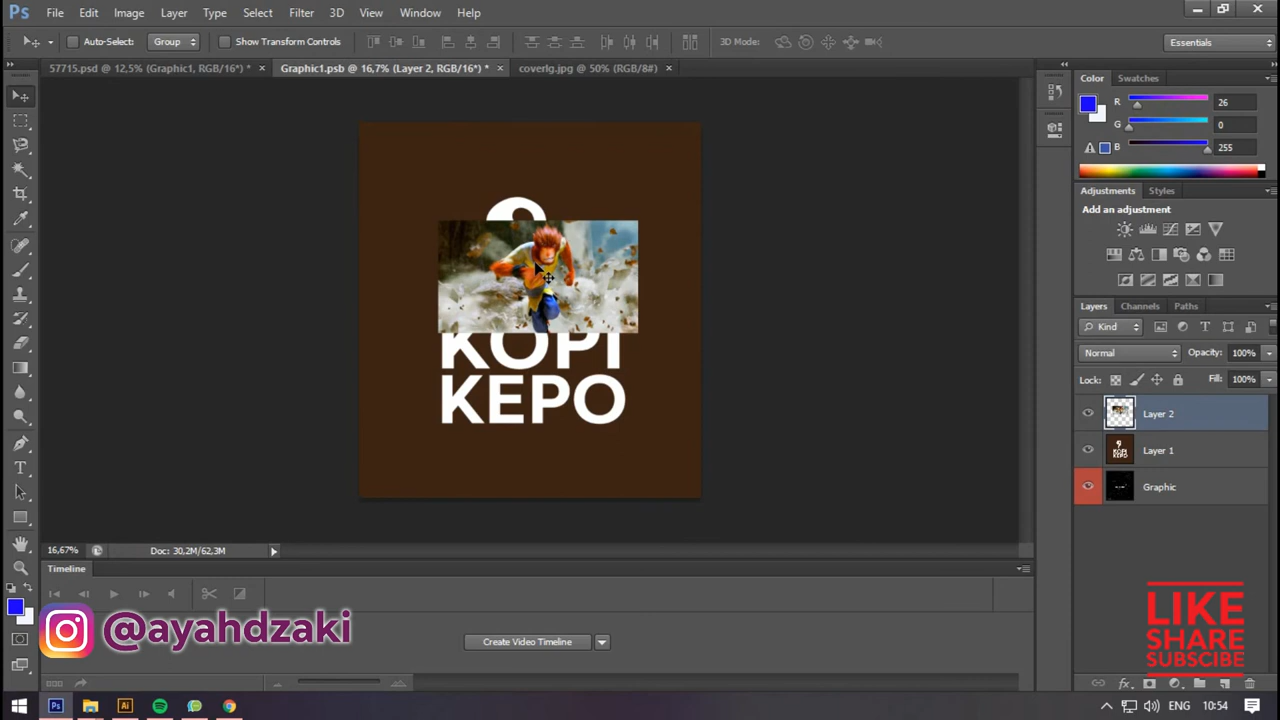 Ps File Edit Image Layer Type Select Filter 3D View Window Help
Auto-Select: Group Show Transform Controls 3D Mode: Essentials
57715.psd @ 12,5% (Graphic1, RGB/16*) * Graphic1.psb @ 16,7% (Layer 2, RGB/16*) * coverlg.jpg @ 50% (RGB/8#)
Color Swatches
R 26
G 0
B 255
Adjustments Styles
Add an adjustment
Layers Channels Paths
Kind
Normal Opacity: 100%
Lock: Fill: 100%
Layer 2
Layer 1
Graphic
KOPI
KEPO
KOPI
KEPO
16,67% Doc: 30,2M/62,3M
Timeline
Create Video Timeline
@ayahdzaki
LIKE
SHARE
SUBSCRIBE
Ps Ai ENG 10:54